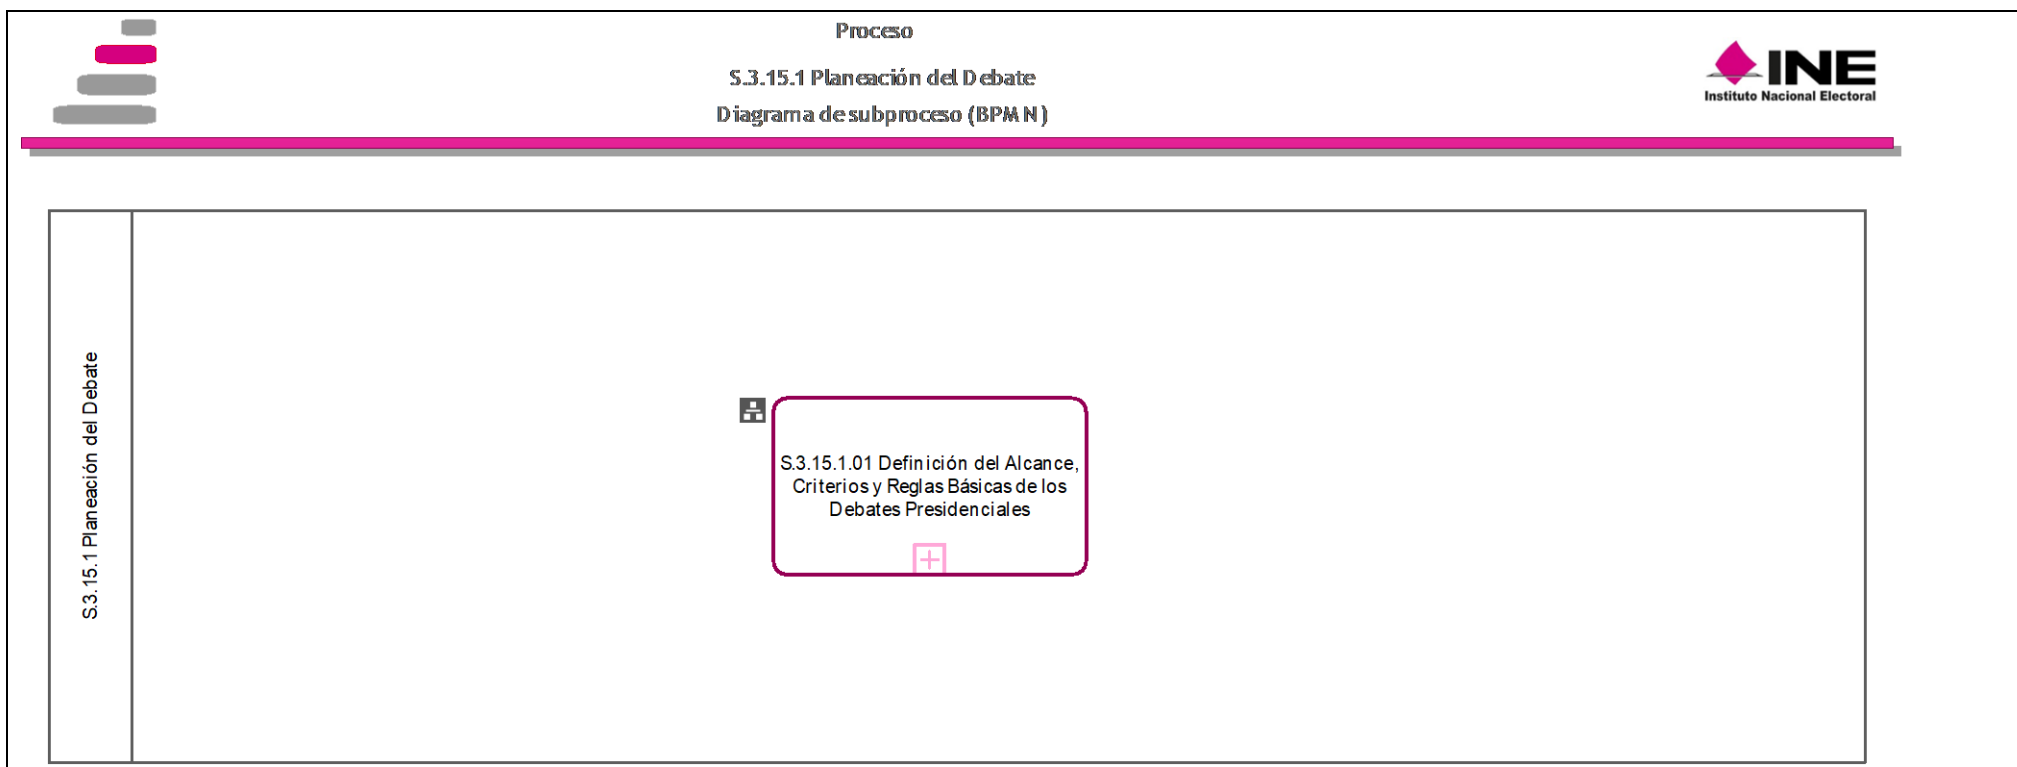 Proceso
S.3.15.1 Planeación del Debate
Diagrama de subproceso (BPMN)
INE
Instituto Nacional Electoral
S.3.15.1 Planeación del Debate
S.3.15.1.01 Definición del Alcance,
Criterios y Reglas Básicas de los
Debates Presidenciales